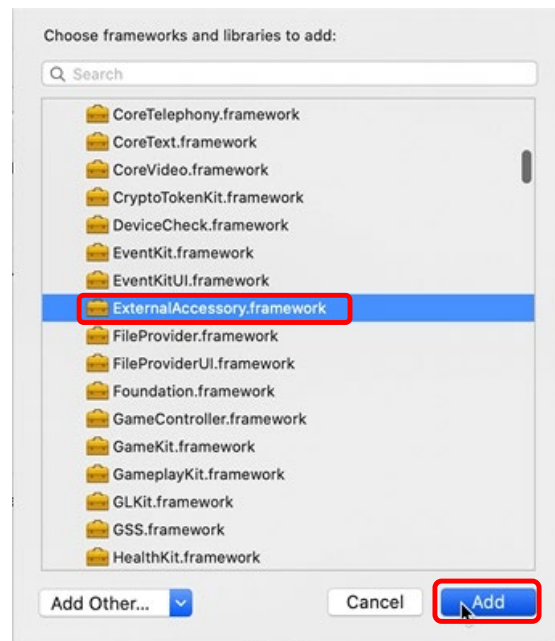 Choose frameworks and libraries to add:
Search
CoreTelephony.framework
CoreText.framework
CoreVideo.framework
CryptoTokenKit.framework
DeviceCheck.framework
EventKit.framework
EventKitUI.framework
ExternalAccessory.framework
FileProvider.framework
FileProviderUI.framework
Foundation.framework
GameController.framework
GameKit.framework
GameplayKit.framework
GLKit.framework
GSS.framework
HealthKit.framework
Add Other... Cancel Add